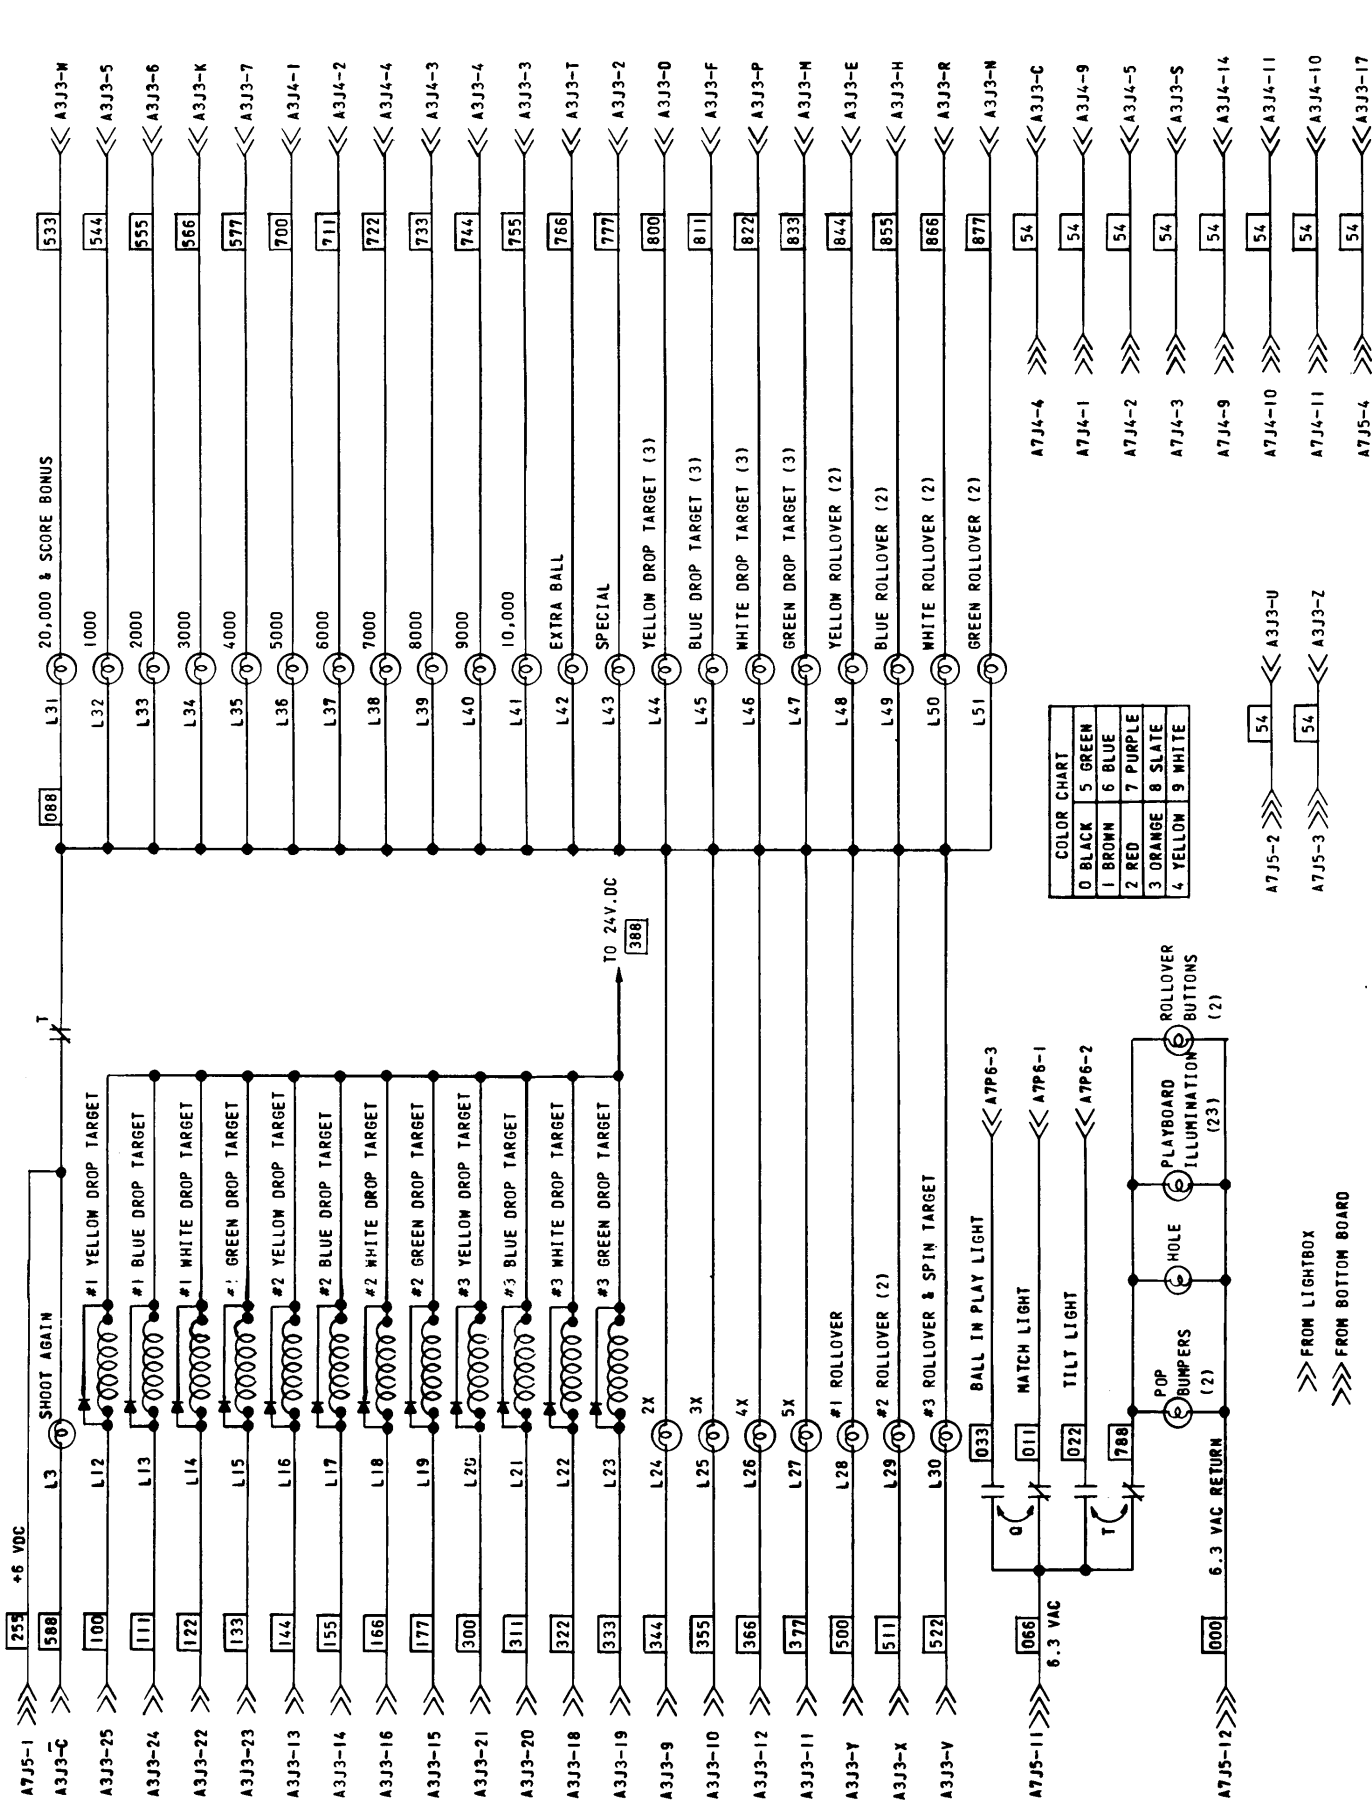 A7J5-1 255 +6 VDC
A3J3-C̅ 588 L3 SHOOT AGAIN T 088 L31 20,000 & SCORE BONUS 533 A3J3-W
A3J3-25 100 L12 #1 YELLOW DROP TARGET L32 1000 544 A3J3-5
A3J3-24 111 L13 #1 BLUE DROP TARGET L33 2000 555 A3J3-6
A3J3-22 122 L14 #1 WHITE DROP TARGET L34 3000 566 A3J3-K
A3J3-23 133 L15 #1 GREEN DROP TARGET L35 4000 577 A3J3-7
A3J3-13 144 L16 #2 YELLOW DROP TARGET L36 5000 700 A3J4-1
A3J3-14 155 L17 #2 BLUE DROP TARGET L37 6000 711 A3J4-2
A3J3-16 166 L18 #2 WHITE DROP TARGET L38 7000 722 A3J4-4
A3J3-15 177 L19 #2 GREEN DROP TARGET L39 8000 733 A3J4-3
A3J3-21 300 L20 #3 YELLOW DROP TARGET L40 9000 744 A3J3-4
A3J3-20 311 L21 #3 BLUE DROP TARGET L41 10,000 755 A3J3-3
A3J3-18 322 L22 #3 WHITE DROP TARGET L42 EXTRA BALL 766 A3J3-T
A3J3-19 333 L23 #3 GREEN DROP TARGET TO 24V.DC L43 SPECIAL 777 A3J3-2
388
A3J3-9 344 L24 2X L44 YELLOW DROP TARGET (3) 800 A3J3-D
A3J3-10 355 L25 3X L45 BLUE DROP TARGET (3) 811 A3J3-F
A3J3-12 366 L26 4X L46 WHITE DROP TARGET (3) 822 A3J3-P
A3J3-11 377 L27 5X L47 GREEN DROP TARGET (3) 833 A3J3-M
A3J3-Y 500 L28 #1 ROLLOVER L48 YELLOW ROLLOVER (2) 844 A3J3-E
A3J3-X 511 L29 #2 ROLLOVER (2) L49 BLUE ROLLOVER (2) 855 A3J3-H
A3J3-V 522 L30 #3 ROLLOVER & SPIN TARGET L50 WHITE ROLLOVER (2) 866 A3J3-R
L51 GREEN ROLLOVER (2) 877 A3J3-N
033 BALL IN PLAY LIGHT A7P6-3
Q
A7J5-11 066 011 MATCH LIGHT A7P6-1
6.3 VAC
022 TILT LIGHT A7P6-2
T
788
POP BUMPERS (2)
HOLE
PLAYBOARD ILLUMINATION (23)
ROLLOVER BUTTONS (2)
A7J5-12 000 6.3 VAC RETURN
COLOR CHART
0 BLACK 5 GREEN
1 BROWN 6 BLUE
2 RED 7 PURPLE
3 ORANGE 8 SLATE
4 YELLOW 9 WHITE
A7J4-4 54 A3J3-C
A7J4-1 54 A3J4-9
A7J4-2 54 A3J4-5
A7J4-3 54 A3J3-S
A7J4-9 54 A3J4-14
A7J4-10 54 A3J4-11
A7J4-11 54 A3J4-10
A7J5-4 54 A3J3-17
A7J5-2 54 A3J3-U
A7J5-3 54 A3J3-Z
FROM LIGHTBOX
FROM BOTTOM BOARD